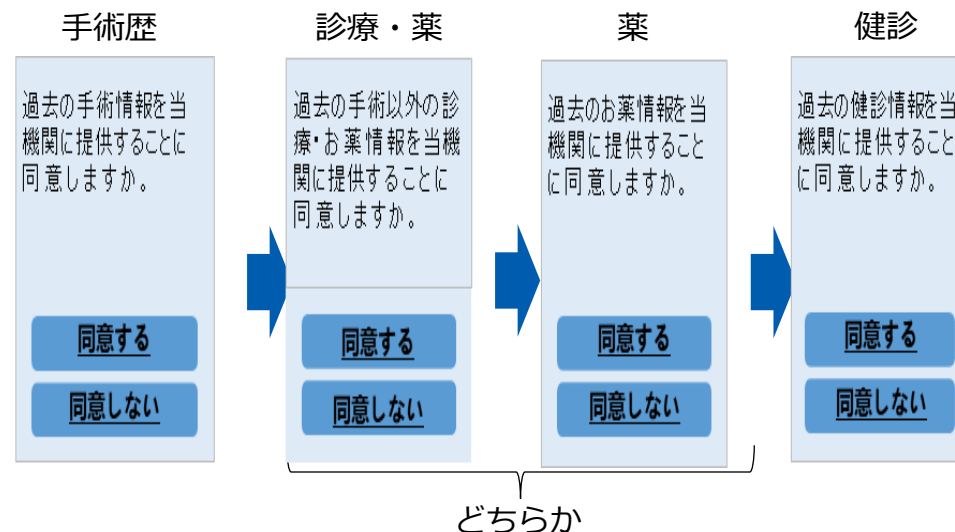 手術歴
診療・薬
薬
健診
過去の手術情報を当
機関に提供することに
同意しますか。
同意する
同意しない
過去の手術以外の診
療・お薬情報を当機
関に提供することに
同意しますか。
同意する
同意しない
過去のお薬情報を当
機関に提供すること
に同意しますか。
同意する
同意しない
過去の健診情報を当
機関に提供すること
に同意しますか。
同意する
同意しない
どちらか